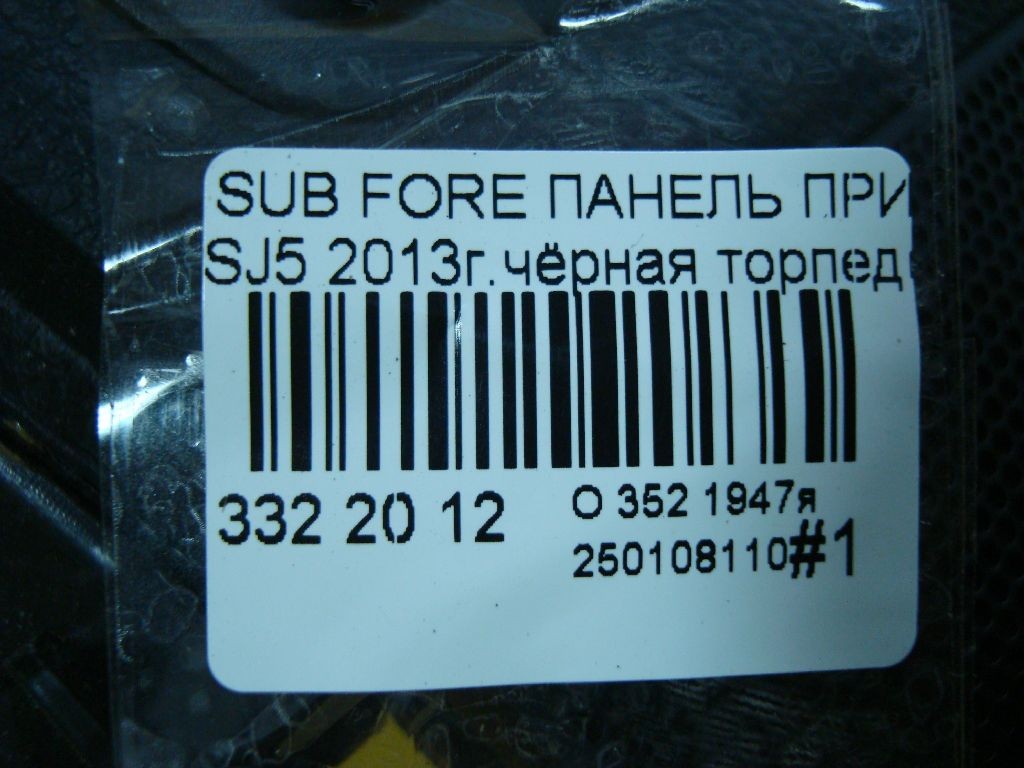 SUB FORE ПАНЕЛЬ ПРИ
SJ5 2013г.чёрная торпед
332 20 12
О 352 1947я
250108110#1